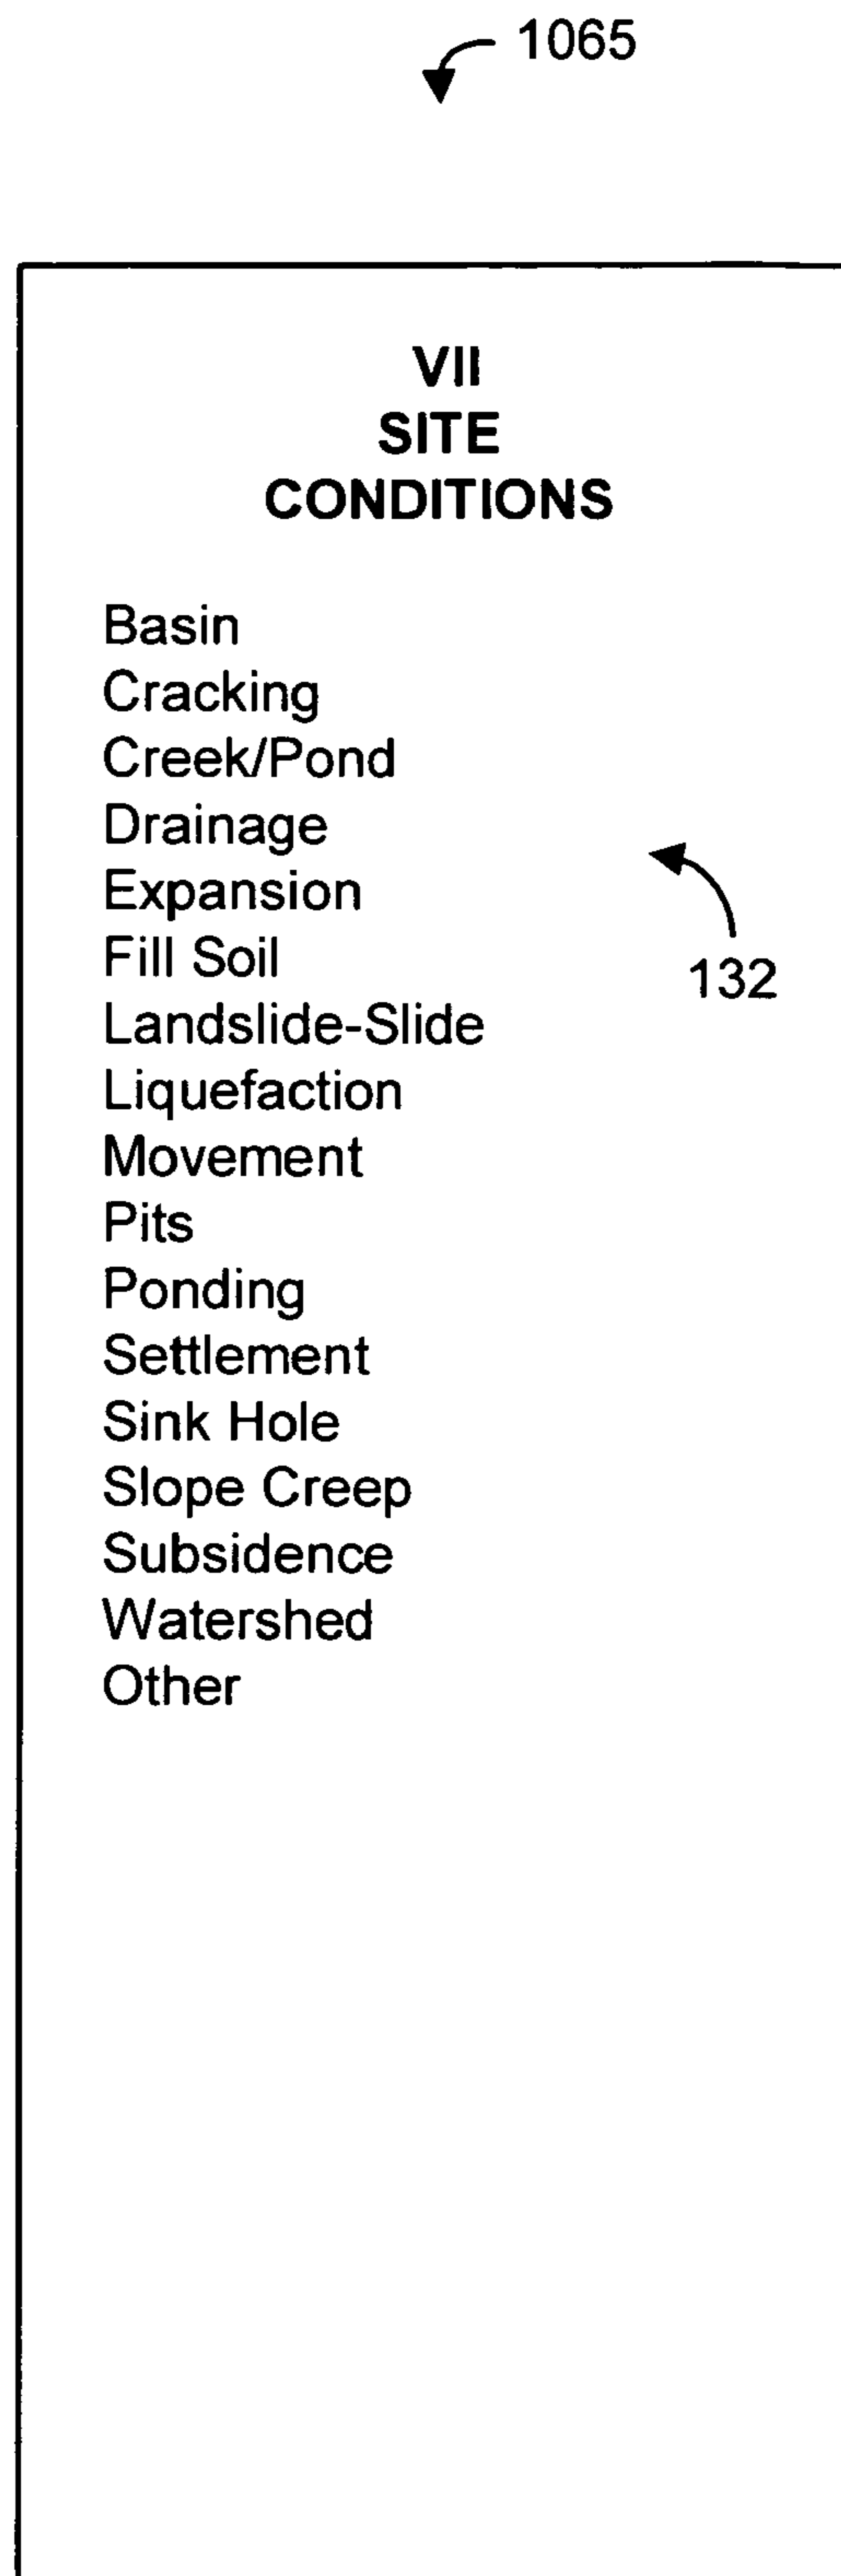 1065
VII
SITE
CONDITIONS
Basin
Cracking
Creek/Pond
Drainage
Expansion
Fill Soil
132
Landslide-Slide
Liquefaction
Movement
Pits
Ponding
Settlement
Sink Hole
Slope Creep
Subsidence
Watershed
Other